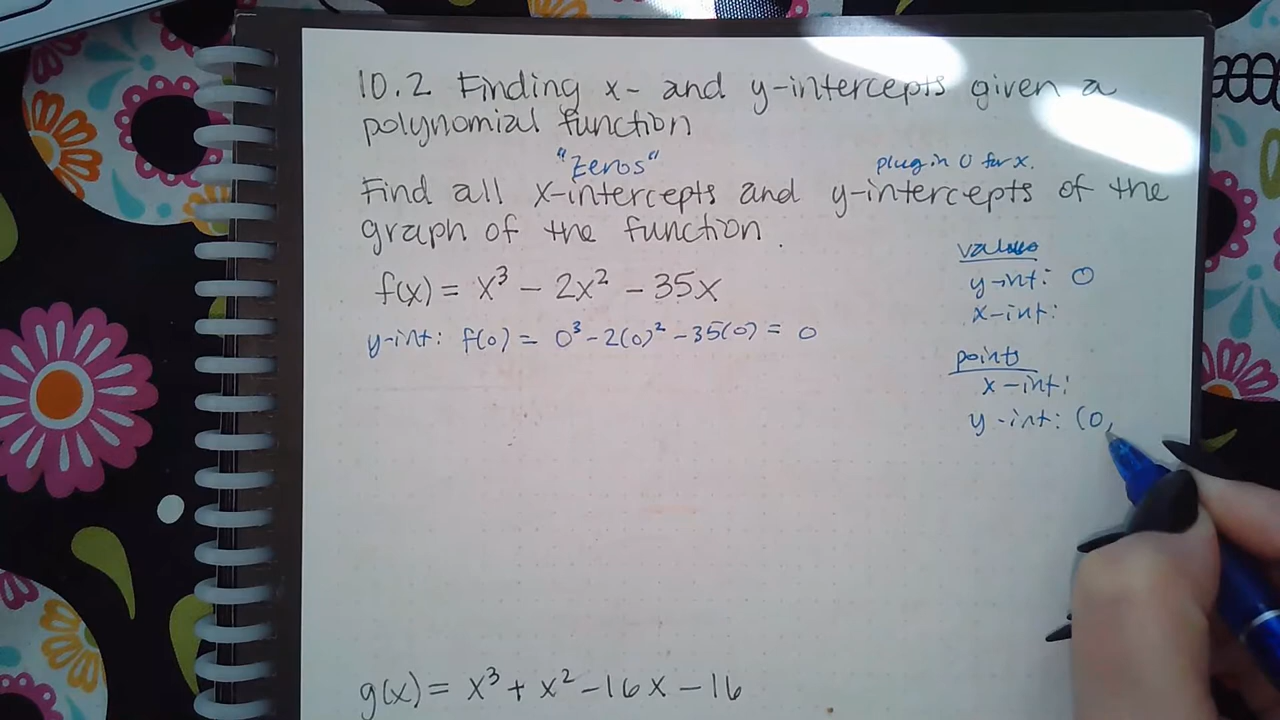 10.2 Finding x- and y-intercepts given a
polynomial function
"Zeros"
plug in 0 for x.
Find all x-intercepts and y-intercepts of the
graph of the function.
f(x) = x³ - 2x² - 35x
y-int: f(0) = 0³ - 2(0)² - 35(0) = 0
values
y-int: 0
x-int:
points
x-int:
y-int: (0,
g(x) = x³ + x² - 16x - 16